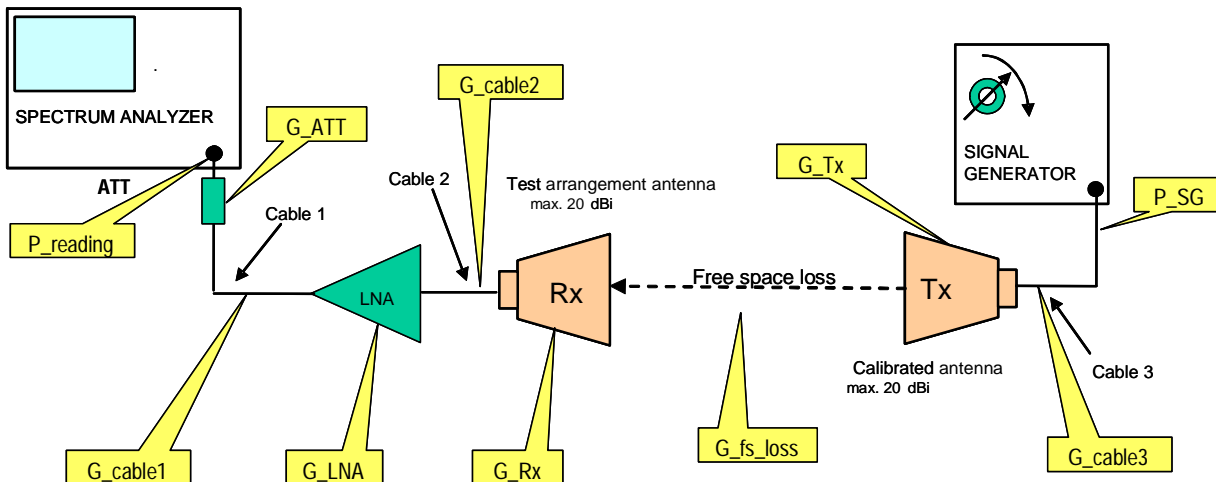 SPECTRUM ANALYZER
G_ATT
ATT
P_reading
Cable 1
G_cable2
Cable 2
Test arrangement antenna
max. 20 dBi
LNA
Rx
Free space loss
G_Tx
Tx
SIGNAL
GENERATOR
P_SG
Calibrated antenna
max. 20 dBi
Cable 3
G_cable1
G_LNA
G_Rx
G_fs_loss
G_cable3